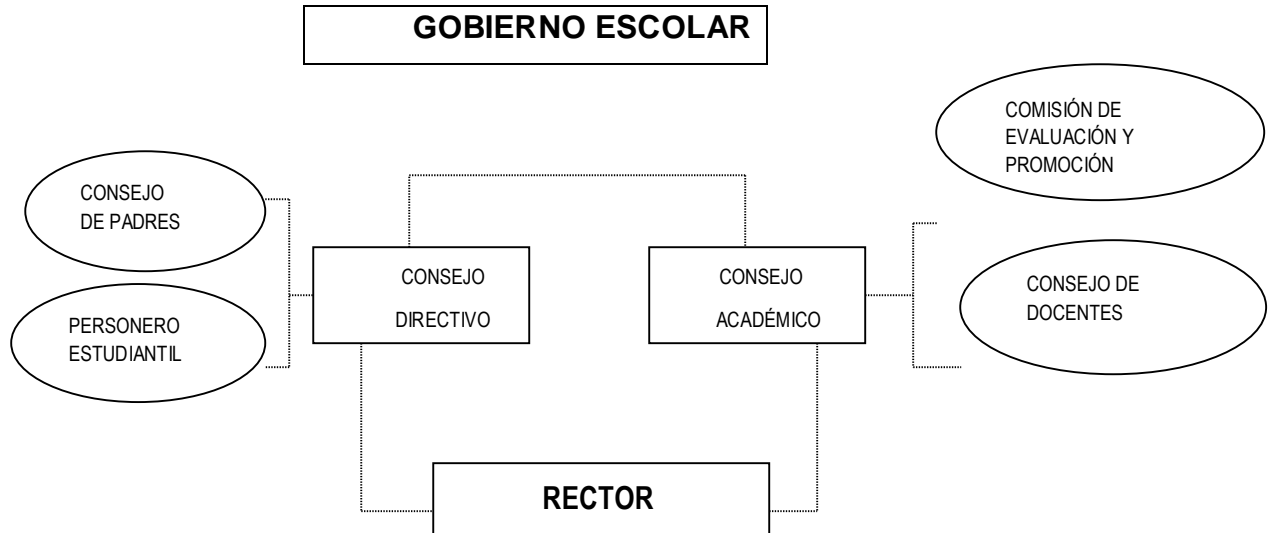 GOBIERNO ESCOLAR
COMISIÓN DE
EVALUACIÓN Y
PROMOCIÓN
CONSEJO
DE PADRES
CONSEJO
DIRECTIVO
CONSEJO
ACADÉMICO
CONSEJO DE
DOCENTES
PERSONERO
ESTUDIANTIL
RECTOR